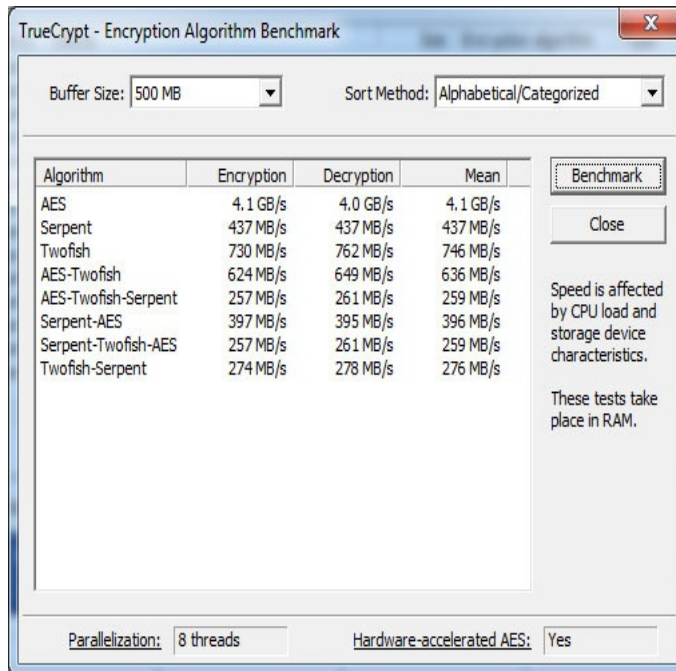 TrueCrypt - Encryption Algorithm Benchmark
Buffer Size: 500 MB Sort Method: Alphabetical/Categorized
Algorithm Encryption Decryption Mean
AES 4.1 GB/s 4.0 GB/s 4.1 GB/s
Serpent 437 MB/s 437 MB/s 437 MB/s
Twofish 730 MB/s 762 MB/s 746 MB/s
AES-Twofish 624 MB/s 649 MB/s 636 MB/s
AES-Twofish-Serpent 257 MB/s 261 MB/s 259 MB/s
Serpent-AES 397 MB/s 395 MB/s 396 MB/s
Serpent-Twofish-AES 257 MB/s 261 MB/s 259 MB/s
Twofish-Serpent 274 MB/s 278 MB/s 276 MB/s
Benchmark
Close
Speed is affected
by CPU load and
storage device
characteristics.
These tests take
place in RAM.
Parallelization: 8 threads Hardware-accelerated AES: Yes